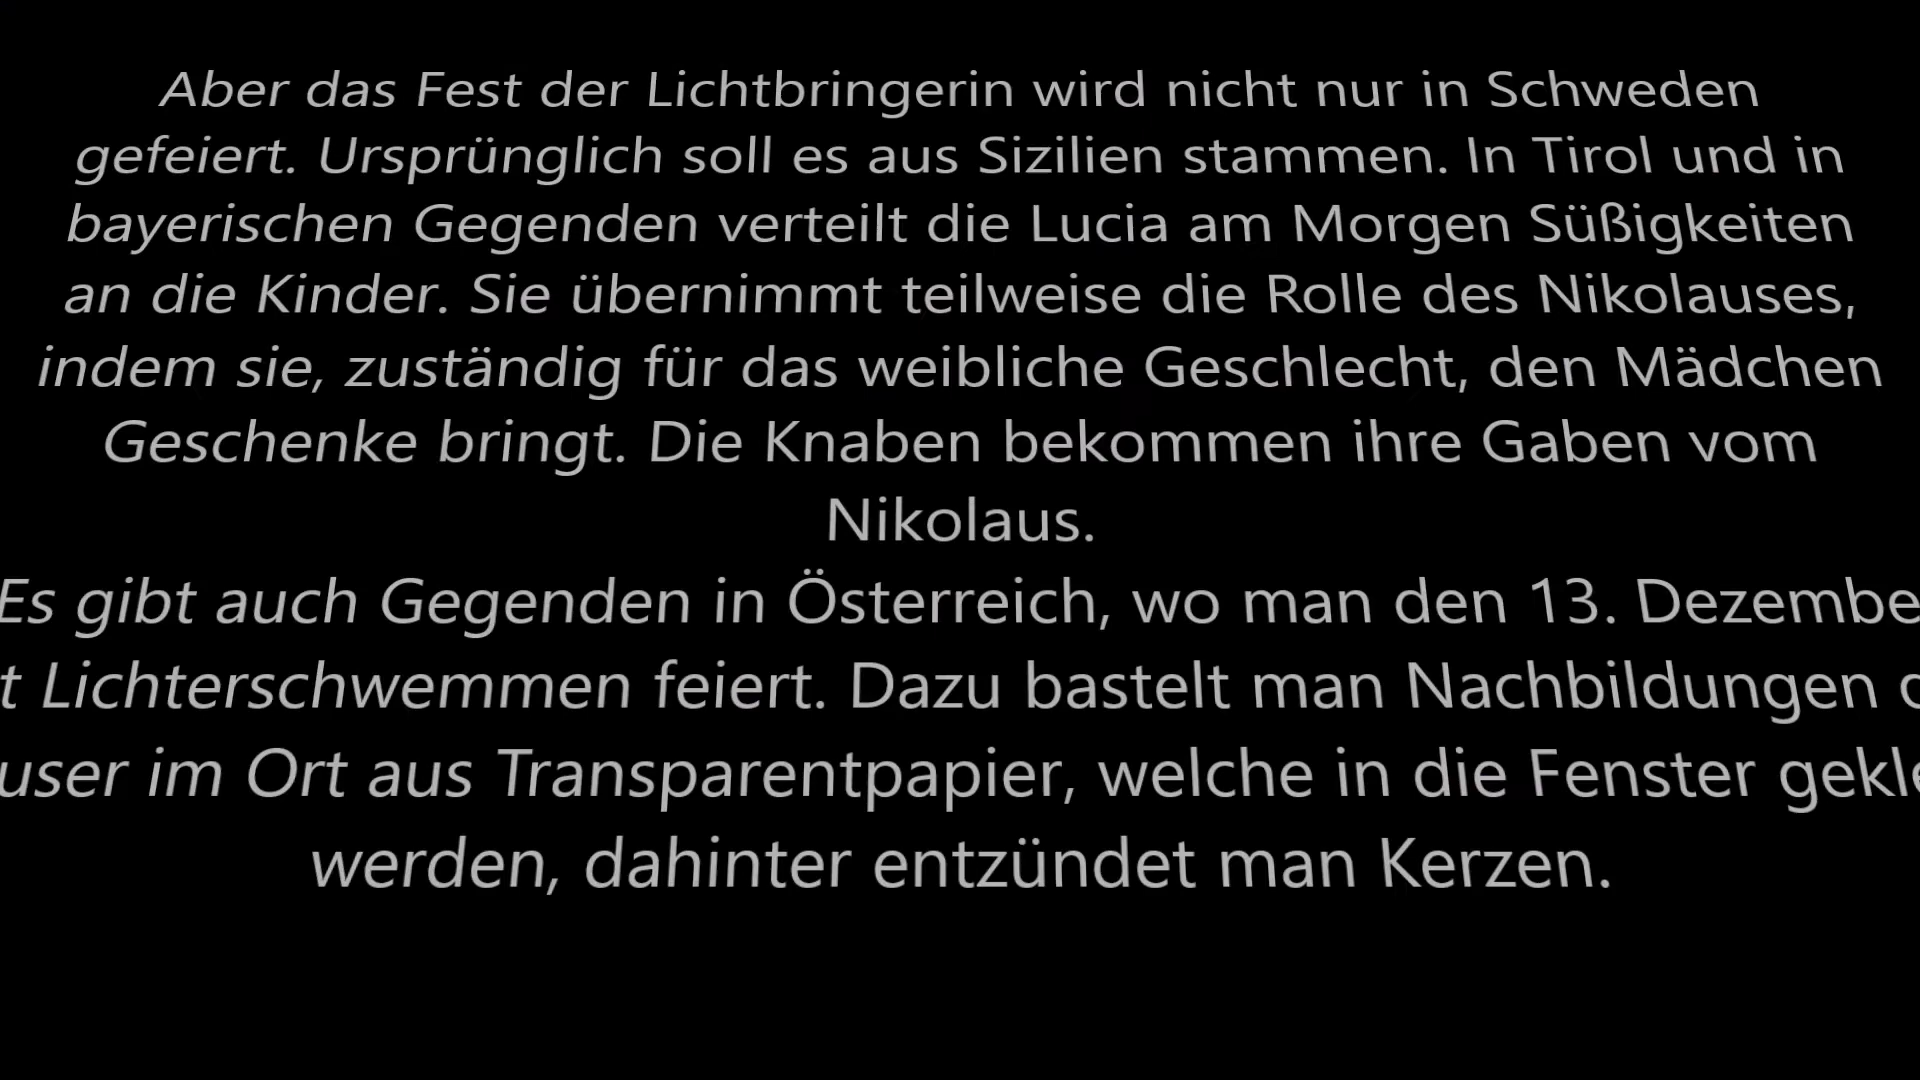 Aber das Fest der Lichtbringerin wird nicht nur in Schweden
gefeiert. Ursprünglich soll es aus Sizilien stammen. In Tirol und in
bayerischen Gegenden verteilt die Lucia am Morgen Süßigkeiten
an die Kinder. Sie übernimmt teilweise die Rolle des Nikolauses,
indem sie, zuständig für das weibliche Geschlecht, den Mädchen
Geschenke bringt. Die Knaben bekommen ihre Gaben vom
Nikolaus.
Es gibt auch Gegenden in Österreich, wo man den 13. Dezembe
t Lichterschwemmen feiert. Dazu bastelt man Nachbildungen
user im Ort aus Transparentpapier, welche in die Fenster gekle
werden, dahinter entzündet man Kerzen.